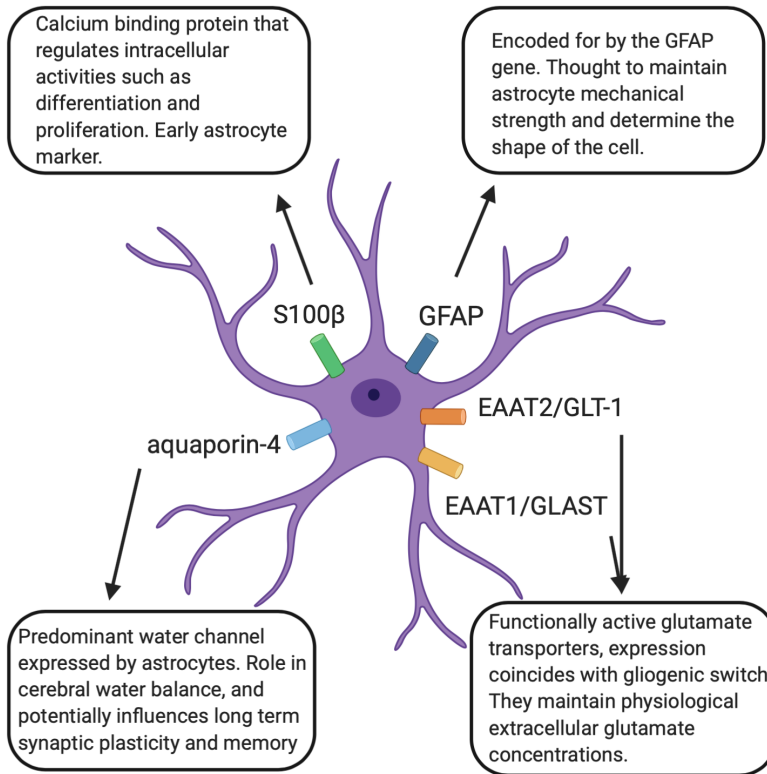 Calcium binding protein that
regulates intracellular
activities such as
differentiation and
proliferation. Early astrocyte
marker.
Encoded for by the GFAP
gene. Thought to maintain
astrocyte mechanical
strength and determine the
shape of the cell.
S100β
GFAP
EAAT2/GLT-1
aquaporin-4
EAAT1/GLAST
Predominant water channel
expressed by astrocytes. Role in
cerebral water balance, and
potentially influences long term
synaptic plasticity and memory
Functionally active glutamate
transporters, expression
coincides with gliogenic switch
They maintain physiological
extracellular glutamate
concentrations.